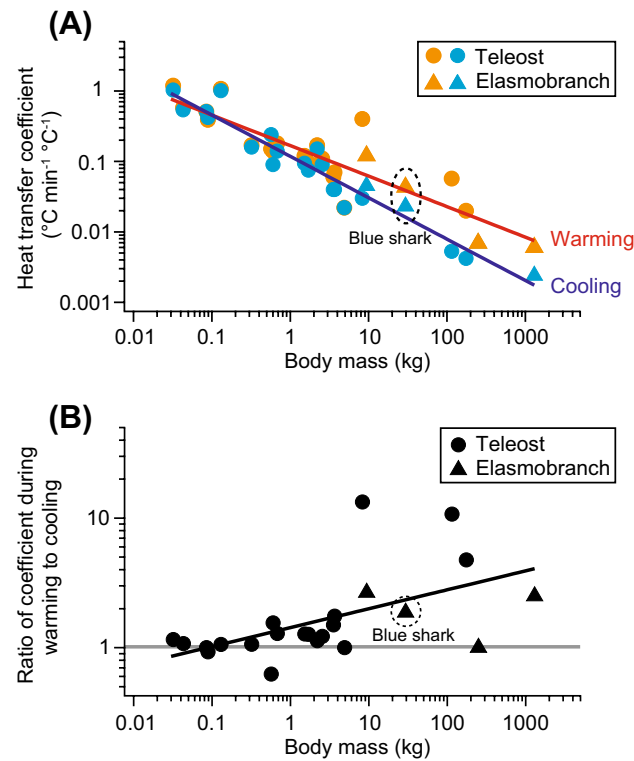 (A)
Heat transfer coefficient
(°C min⁻¹ °C⁻¹)
1
0.1
0.01
0.001
Teleost
Elasmobranch
Blue shark
Warming
Cooling
0.01 0.1 1 10 100 1000
Body mass (kg)
(B)
Ratio of coefficient during
warming to cooling
10
1
Teleost
Elasmobranch
Blue shark
0.01 0.1 1 10 100 1000
Body mass (kg)